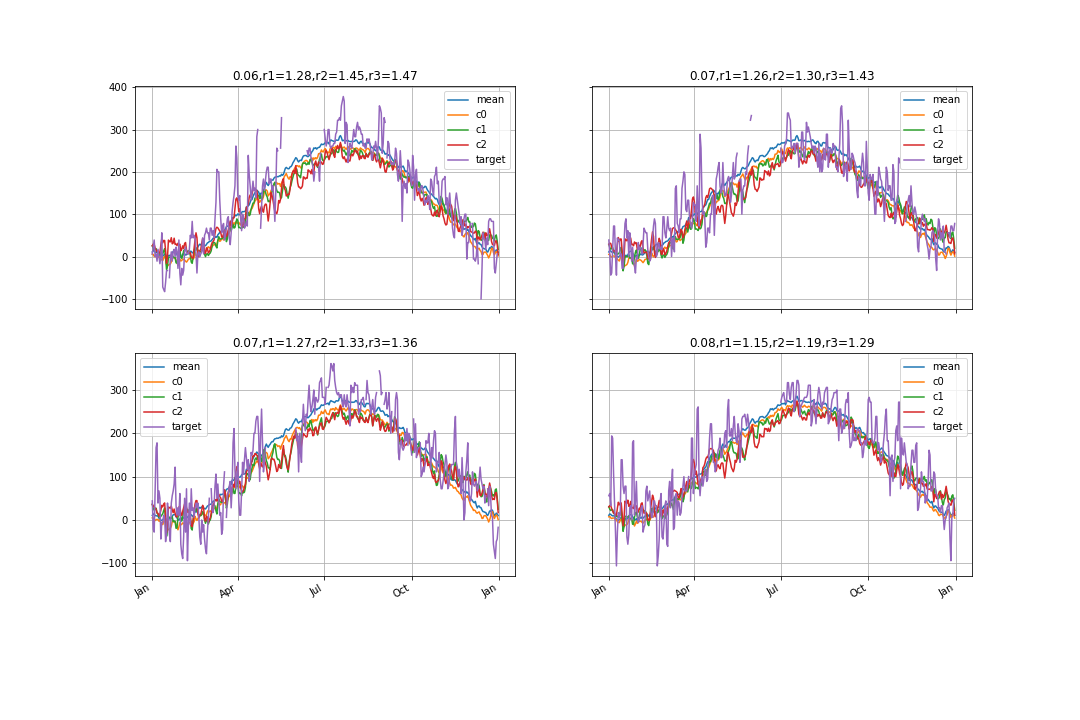 0.06,r1=1.28,r2=1.45,r3=1.47
400
300
200
100
0
−100
mean
c0
c1
c2
target
0.07,r1=1.26,r2=1.30,r3=1.43
mean
c0
c1
c2
target
0.07,r1=1.27,r2=1.33,r3=1.36
300
200
100
0
−100
mean
c0
c1
c2
target
Jan
Apr
Jul
Oct
Jan
0.08,r1=1.15,r2=1.19,r3=1.29
mean
c0
c1
c2
target
Jan
Apr
Jul
Oct
Jan